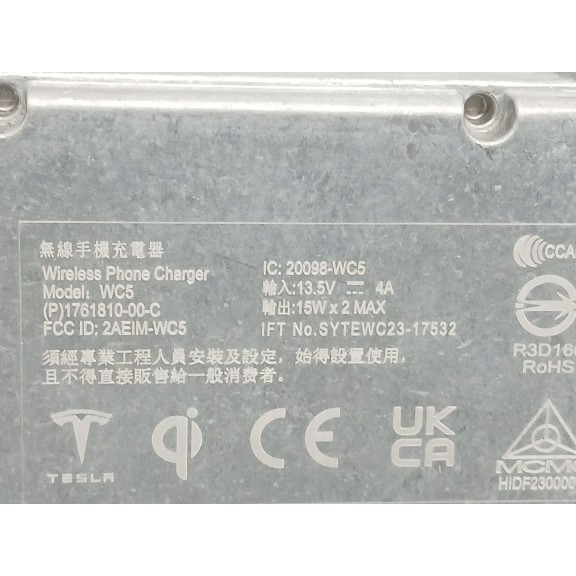 無線手機充電器
Wireless Phone Charger
Model: WC5
(P)1761810-00-C
FCC ID: 2AEIM-WC5
IC: 20098-WC5
輸入:13.5V ⎓ 4A
輸出:15W x 2 MAX
IFT No.SYTEWC23-17532
須經專業工程人員安裝及設定，始得設置使用。
且不得直接販售給一般消費者。
CCA
R3D166
RoHS
TESLA
qi
CE
UK
CA
MCMC
HIDF230000